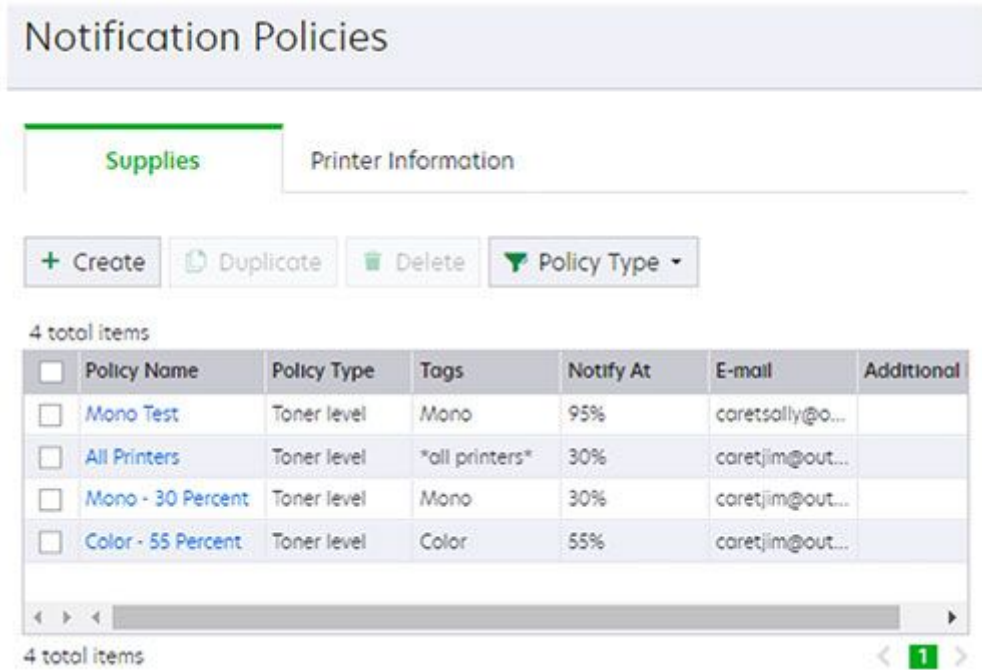 Notification Policies
Supplies Printer Information
+ Create Duplicate Delete Policy Type
4 total items
Policy Name Policy Type Tags Notify At E-mail Additional
Mono Test Toner level Mono 95% caretsally@o...
All Printers Toner level *all printers* 30% caretjim@out...
Mono - 30 Percent Toner level Mono 30% caretjim@out...
Color - 55 Percent Toner level Color 55% caretjim@out...
4 total items
1